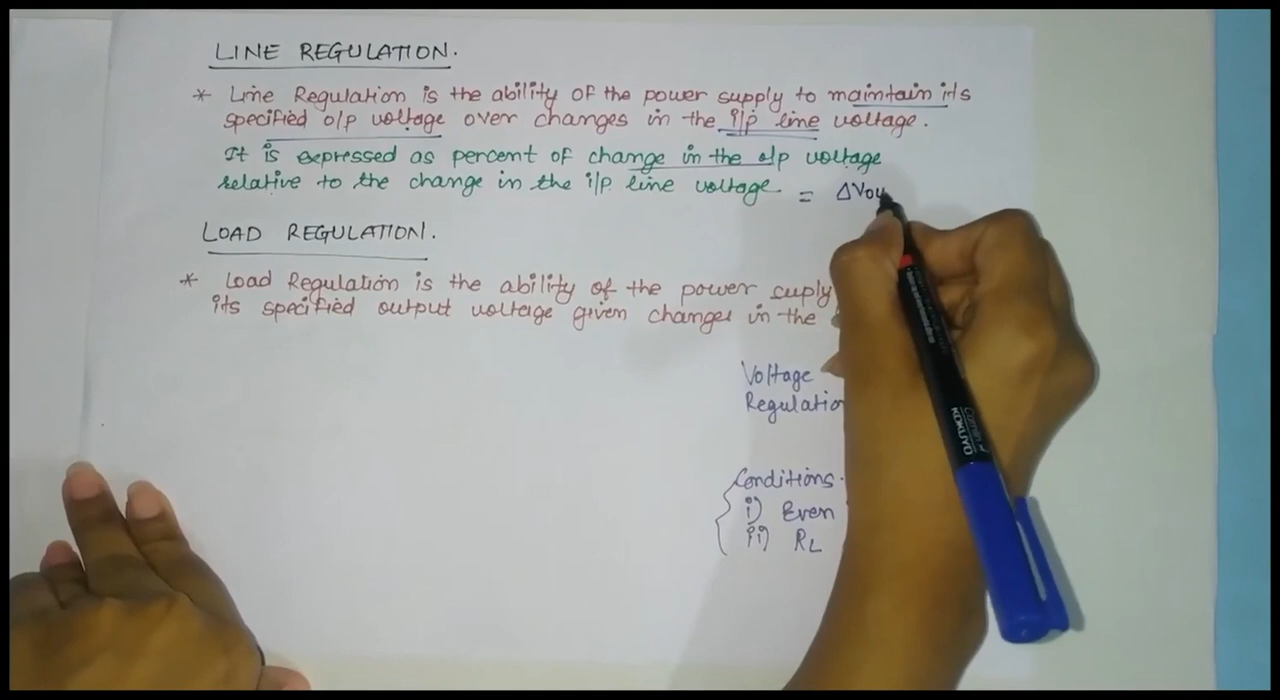 LINE REGULATION.
* Line Regulation is the ability of the power supply to maintain its
specified o/p voltage over changes in the i/p line voltage.
It is expressed as percent of change in the o/p voltage
relative to the change in the i/p line voltage. = ΔVou
LOAD REGULATION.
* Load Regulation is the ability of the power suply
its specified output voltage given changes in the
Voltage
Regulation
Conditions.
i) Even
ii) RL
Camlin
KOKUYO